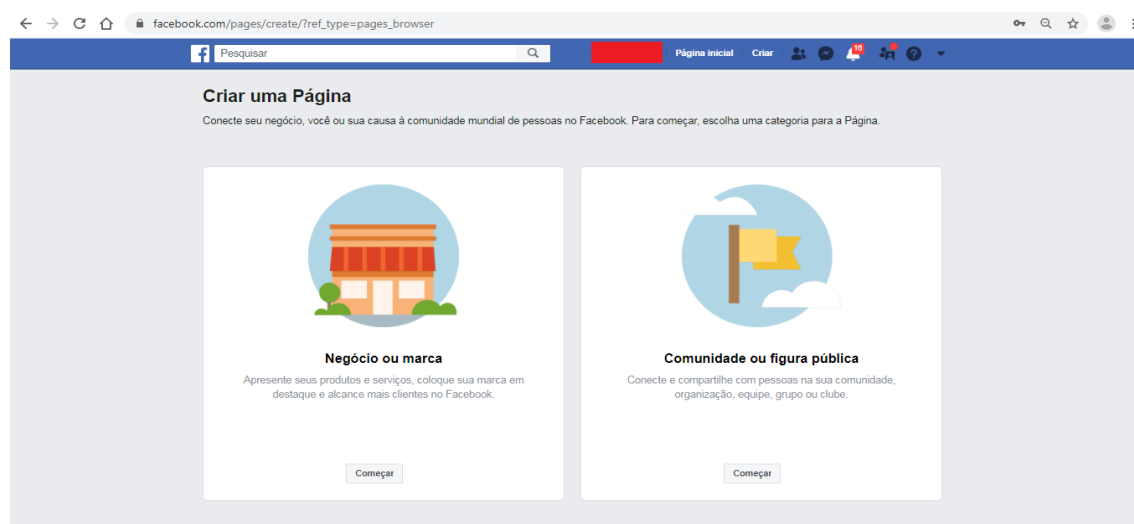 facebook.com/pages/create/?ref_type=pages_browser
Pesquisar
Página inicial
Criar
16
Criar uma Página
Conecte seu negócio, você ou sua causa à comunidade mundial de pessoas no Facebook. Para começar, escolha uma categoria para a Página.
Negócio ou marca
Apresente seus produtos e serviços, coloque sua marca em
destaque e alcance mais clientes no Facebook.
Começar
Comunidade ou figura pública
Conecte e compartilhe com pessoas na sua comunidade,
organização, equipe, grupo ou clube.
Começar